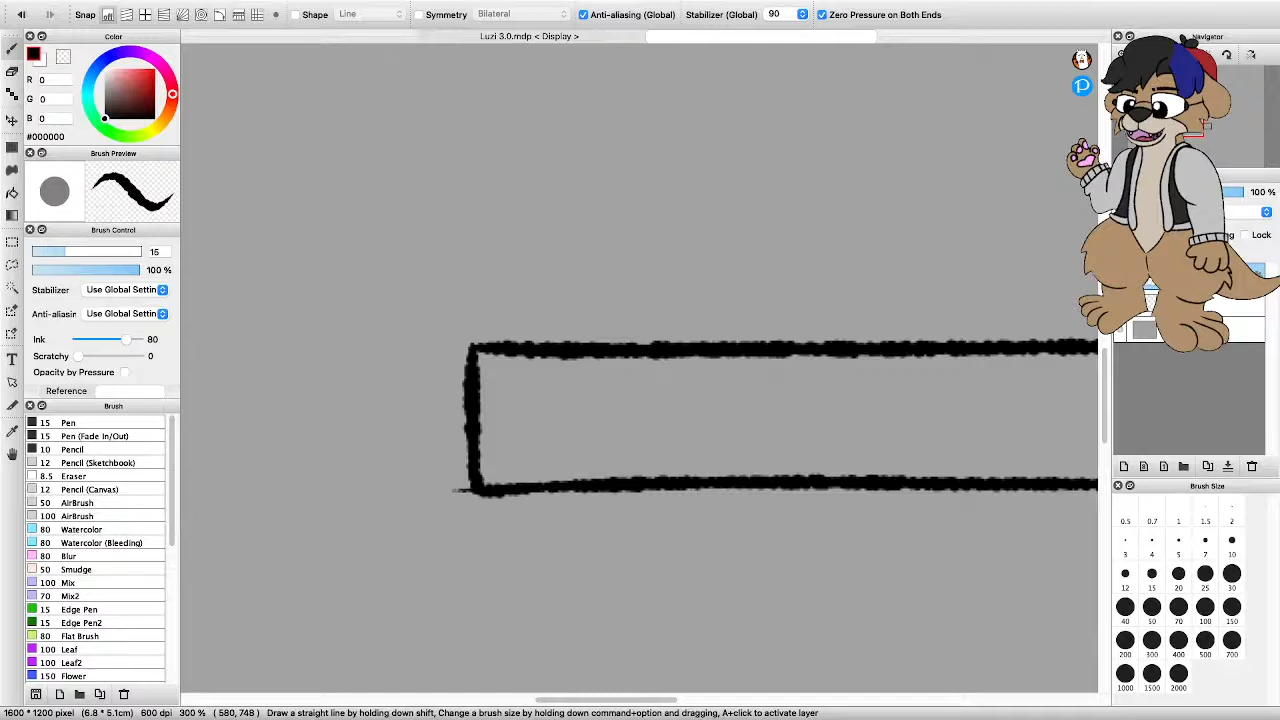 Snap
Shape
Line
Symmetry
Bilateral
Anti-aliasing (Global)
Stabilizer (Global)
90
Zero Pressure on Both Ends
Color
Luzi 3.0.mdp < Display >
Navigator
R 0
G 0
B 0
#000000
Brush Preview
Brush Control
15
100 %
Stabilizer Use Global Settin
Anti-aliasin Use Global Settin
Ink 80
Scratchy 0
Opacity by Pressure
Reference
Brush
15 Pen
15 Pen (Fade In/Out)
10 Pencil
12 Pencil (Sketchbook)
8.5 Eraser
12 Pencil (Canvas)
50 AirBrush
100 AirBrush
80 Watercolor
80 Watercolor (Bleeding)
80 Blur
50 Smudge
100 Mix
70 Mix2
15 Edge Pen
15 Edge Pen2
80 Flat Brush
100 Leaf
100 Leaf2
150 Flower
100 %
ng Lock
Brush Size
0.5 0.7 1 1.5 2
3 4 5 7 10
12 15 20 25 30
40 50 70 100 150
200 300 400 500 700
1000 1500 2000
1600 * 1200 pixel (6.8 * 5.1cm) 600 dpi 300 % ( 580, 748 ) Draw a straight line by holding down shift, Change a brush size by holding down command+option and dragging, A+click to activate layer